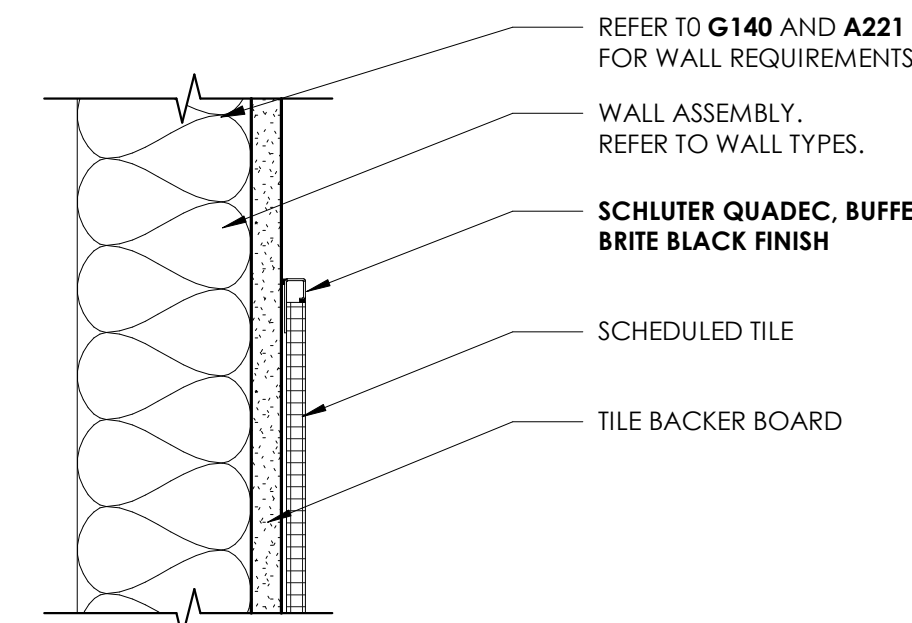 REFER T0 G140 AND A221
FOR WALL REQUIREMENTS
WALL ASSEMBLY.
REFER TO WALL TYPES.
SCHLUTER QUADEC, BUFFE
BRITE BLACK FINISH
SCHEDULED TILE
TILE BACKER BOARD